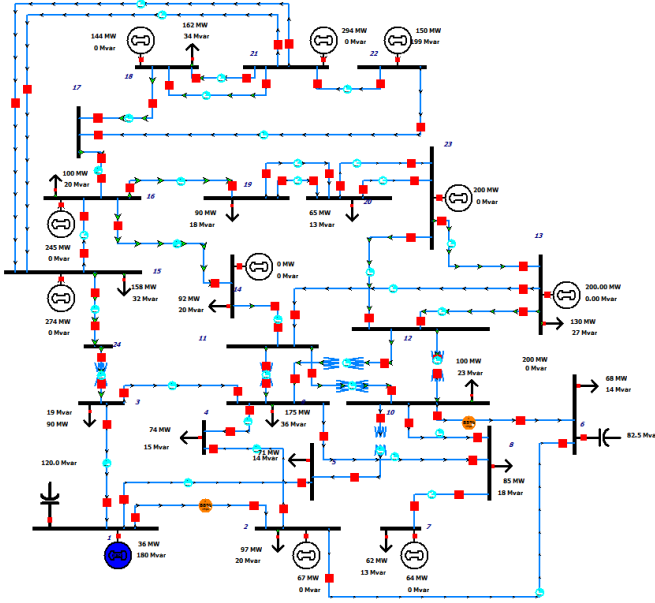 144 MW
0 Mvar
162 MW
34 Mvar
294 MW
0 Mvar
150 MW
199 Mvar
18
21
22
17
23
100 MW
20 Mvar
16
19
20
90 MW
18 Mvar
65 MW
13 Mvar
200 MW
0 Mvar
13
245 MW
0 Mvar
15
0 MW
0 Mvar
14
158 MW
32 Mvar
92 MW
20 Mvar
200.00 MW
0.00 Mvar
274 MW
0 Mvar
130 MW
27 Mvar
24
11
12
100 MW
23 Mvar
200 MW
0 Mvar
68 MW
14 Mvar
19 Mvar
90 MW
3
9
175 MW
36 Mvar
10
4
74 MW
15 Mvar
71 MW
14 Mvar
5
88%
6
82.5 Mva
8
120.0 Mvar
85 MW
18 Mvar
88%
1
36 MW
180 Mvar
2
7
97 MW
20 Mvar
67 MW
0 Mvar
62 MW
13 Mvar
64 MW
0 Mvar